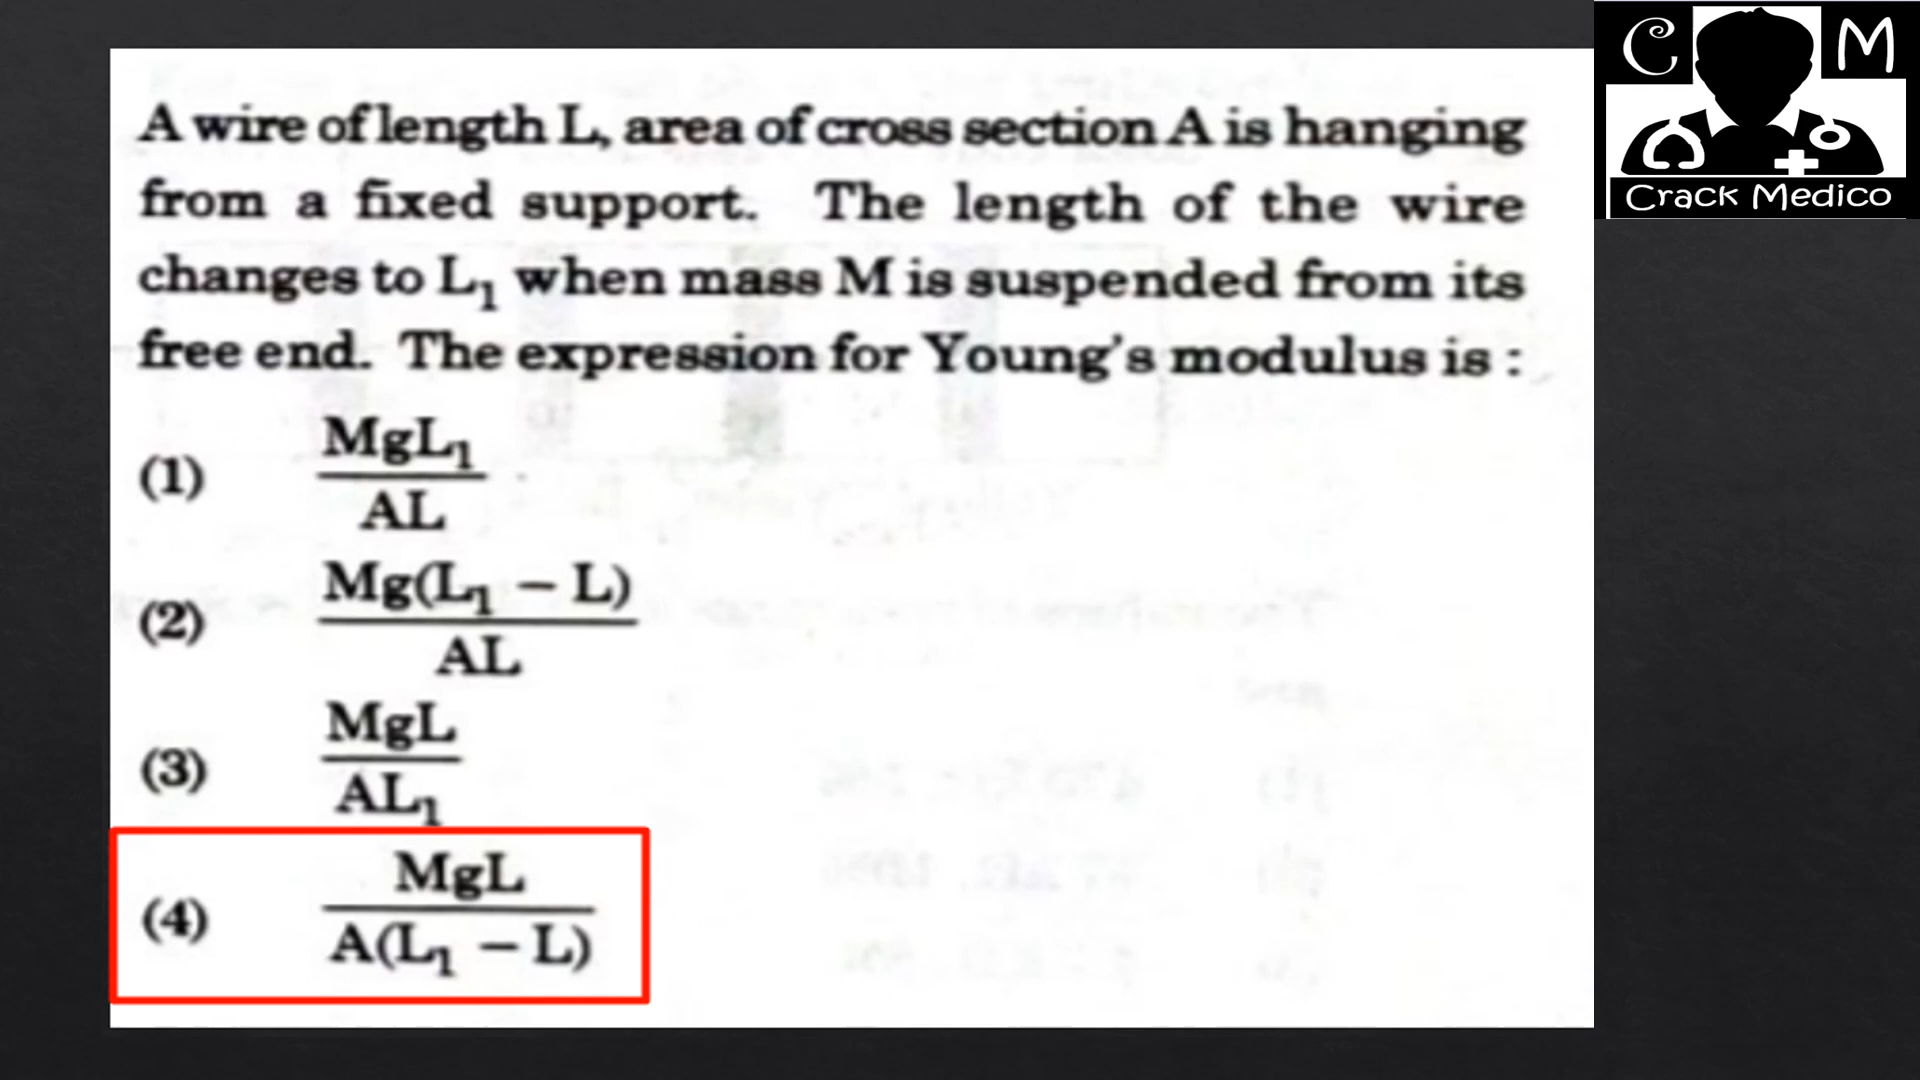 C M
Crack Medico
A wire of length L, area of cross section A is hanging
from a fixed support. The length of the wire
changes to L₁ when mass M is suspended from its
free end. The expression for Young's modulus is :
(1) MgL₁
AL
(2) Mg(L₁ − L)
AL
(3) MgL
AL₁
(4) MgL
A(L₁ − L)